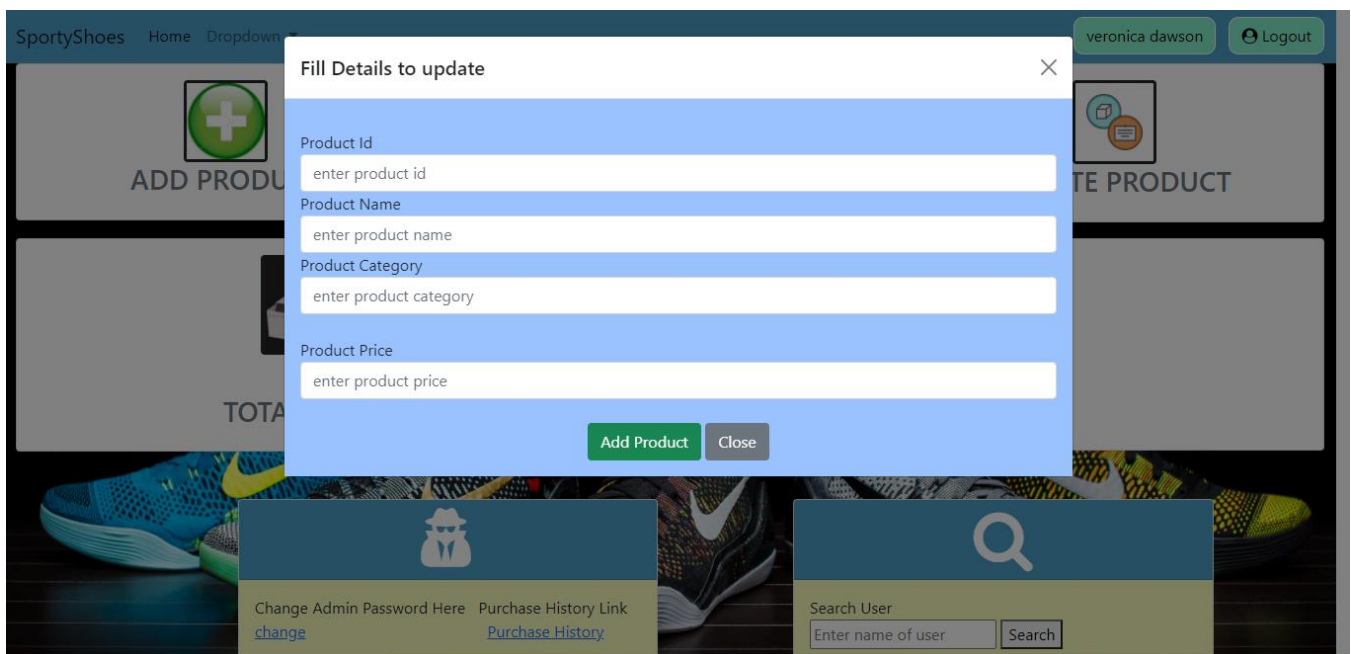 SportyShoes Home Dropdown
veronica dawson Logout
Fill Details to update
ADD PRODU
TE PRODUCT
Product Id
enter product id
Product Name
enter product name
Product Category
enter product category
Product Price
enter product price
TOTA
Add Product Close
Change Admin Password Here Purchase History Link
change Purchase History
Search User
Enter name of user Search